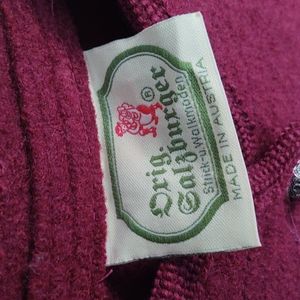 ®
Orig.
Salzburger
Strick-u.Walkmoden
MADE IN AUSTRIA